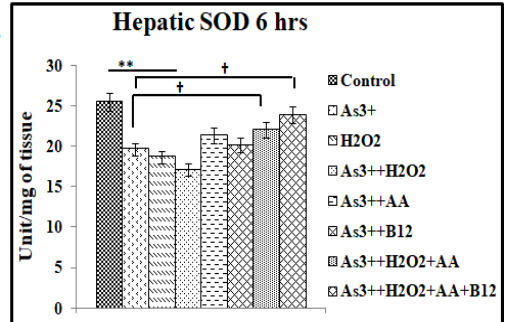 Hepatic SOD 6 hrs
Unit/mg of tissue
30
25
20
15
10
5
0
**
†
†
Control
As3+
H2O2
As3++H2O2
As3++AA
As3++B12
As3++H2O2+AA
As3++H2O2+AA+B12